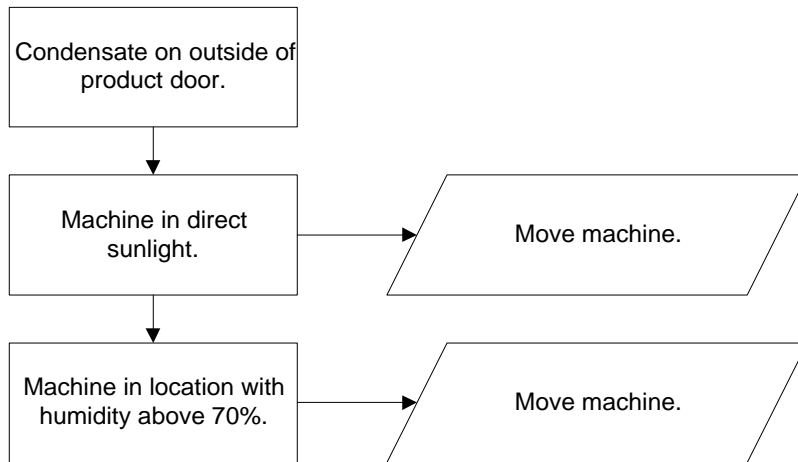 Condensate on outside of
product door.
Machine in direct
sunlight.
Move machine.
Machine in location with
humidity above 70%.
Move machine.